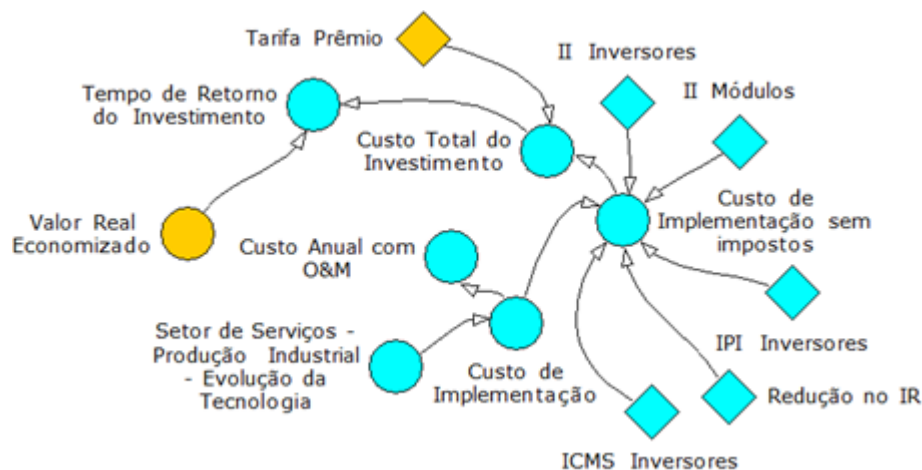 Tarifa Prêmio
II Inversores
Tempo de Retorno
do Investimento
II Módulos
Custo Total do
Investimento
Valor Real
Economizado
Custo de
Implementação sem
impostos
Custo Anual com
O&M
Setor de Serviços -
Produção Industrial
- Evolução da
Tecnologia
Custo de
Implementação
IPI Inversores
Redução no IR
ICMS Inversores